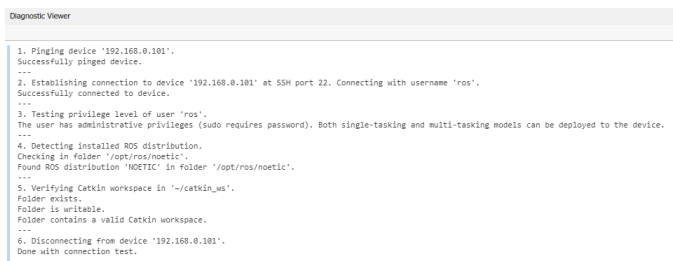 Diagnostic Viewer
1. Pinging device '192.168.0.101'.
Successfully pinged device.
---
2. Establishing connection to device '192.168.0.101' at SSH port 22. Connecting with username 'ros'.
Successfully connected to device.
---
3. Testing privilege level of user 'ros'.
The user has administrative privileges (sudo requires password). Both single-tasking and multi-tasking models can be deployed to the device.
---
4. Detecting installed ROS distribution.
Checking in folder '/opt/ros/noetic'.
Found ROS distribution 'NOETIC' in folder '/opt/ros/noetic'.
---
5. Verifying Catkin workspace in '~/catkin_ws'.
Folder exists.
Folder is writable.
Folder contains a valid Catkin workspace.
---
6. Disconnecting from device '192.168.0.101'.
Done with connection test.